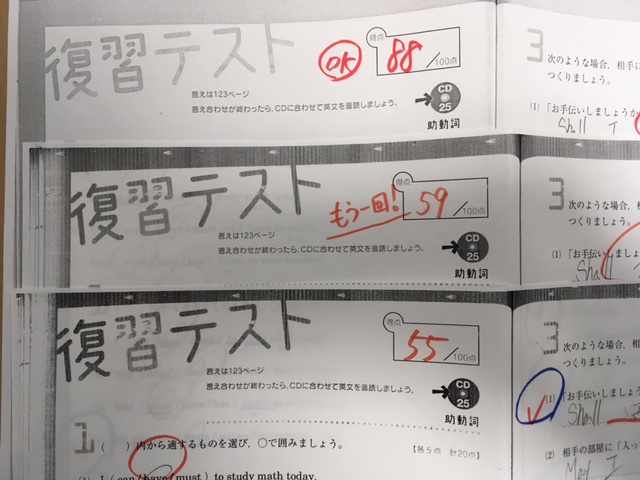 復習テスト
OK
得点
88
/100点
答えは123ページ
答え合わせが終わったら、CDに合わせて英文を音読しましょう。
CD
25
助動詞
3
次のような場合、相手に
つくりましょう。
(1)「お手伝いしましょうか
Shall I
復習テスト
もう一回!
得点
59
/100点
答えは123ページ
答え合わせが終わったら、CDに合わせて英文を音読しましょう。
CD
25
助動詞
3
次のような場合、相
つくりましょう。
(1)「お手伝いしまし
Shall
復習テスト
得点
55
/100点
答えは123ページ
答え合わせが終わったら、CDに合わせて英文を音読しましょう。
CD
25
助動詞
1
( )内から適するものを選び、○で囲みましょう。
【各5点 計20点】
(1) I ( can / have / must ) to study math today.
3
次のような場合、相
つくりましょう。
(1)「お手伝いしま
Shall I
(2) 相手の部屋に「入っ
May I